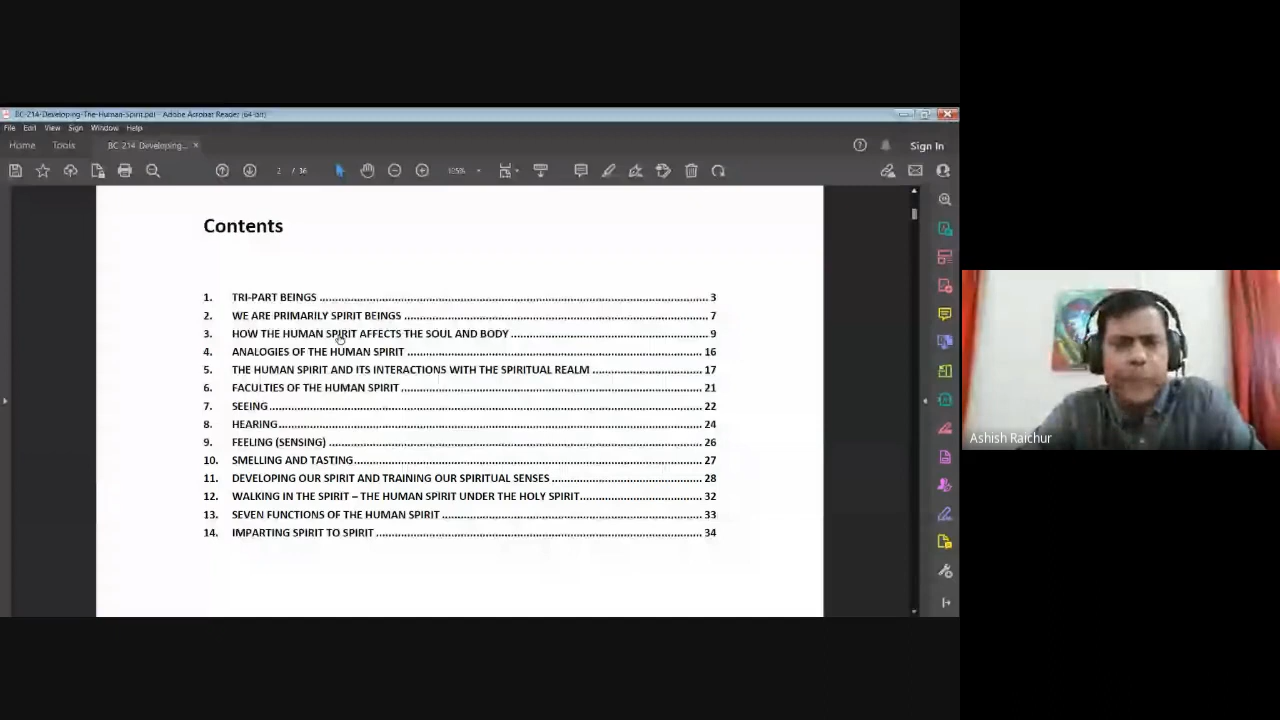 BC-214-Developing-The-Human-Spirit.pdf - Adobe Acrobat Reader (64-bit)
File Edit View Sign Window Help
Home Tools BC-214 Developing... × Sign In
2 / 36 105%
Contents
1. TRI-PART BEINGS 3
2. WE ARE PRIMARILY SPIRIT BEINGS 7
3. HOW THE HUMAN SPIRIT AFFECTS THE SOUL AND BODY 9
4. ANALOGIES OF THE HUMAN SPIRIT 16
5. THE HUMAN SPIRIT AND ITS INTERACTIONS WITH THE SPIRITUAL REALM 17
6. FACULTIES OF THE HUMAN SPIRIT 21
7. SEEING 22
8. HEARING 24
9. FEELING (SENSING) 26
10. SMELLING AND TASTING 27
11. DEVELOPING OUR SPIRIT AND TRAINING OUR SPIRITUAL SENSES 28
12. WALKING IN THE SPIRIT – THE HUMAN SPIRIT UNDER THE HOLY SPIRIT 32
13. SEVEN FUNCTIONS OF THE HUMAN SPIRIT 33
14. IMPARTING SPIRIT TO SPIRIT 34
Ashish Raichur